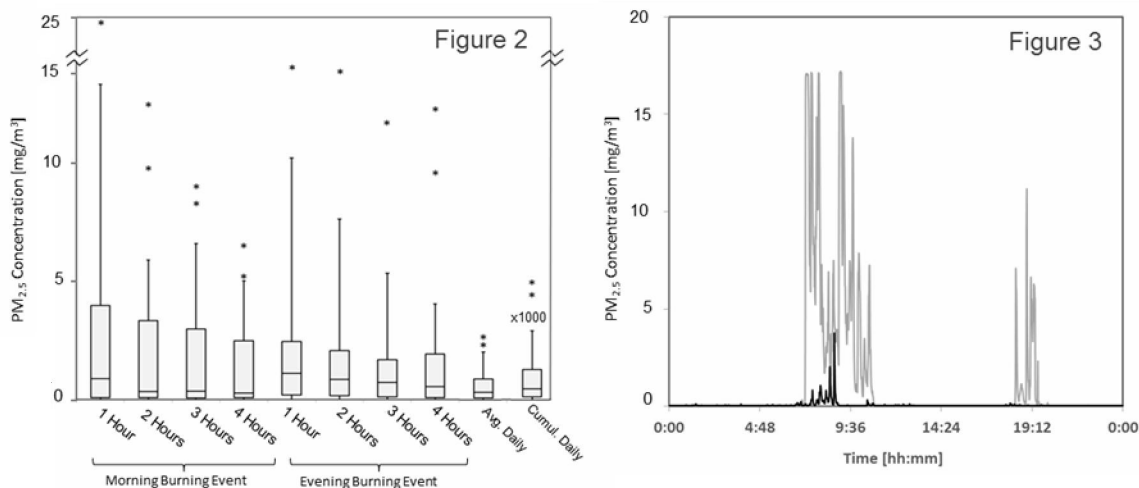 25
Figure 2
15
10
5
0
PM2.5 Concentration [mg/m³]
x1000
1 Hour
2 Hours
3 Hours
4 Hours
1 Hour
2 Hours
3 Hours
4 Hours
Avg. Daily
Cumul. Daily
Morning Burning Event
Evening Burning Event
20
Figure 3
15
10
5
0
PM2.5 Concentration [mg/m³]
0:00 4:48 9:36 14:24 19:12 0:00
Time [hh:mm]